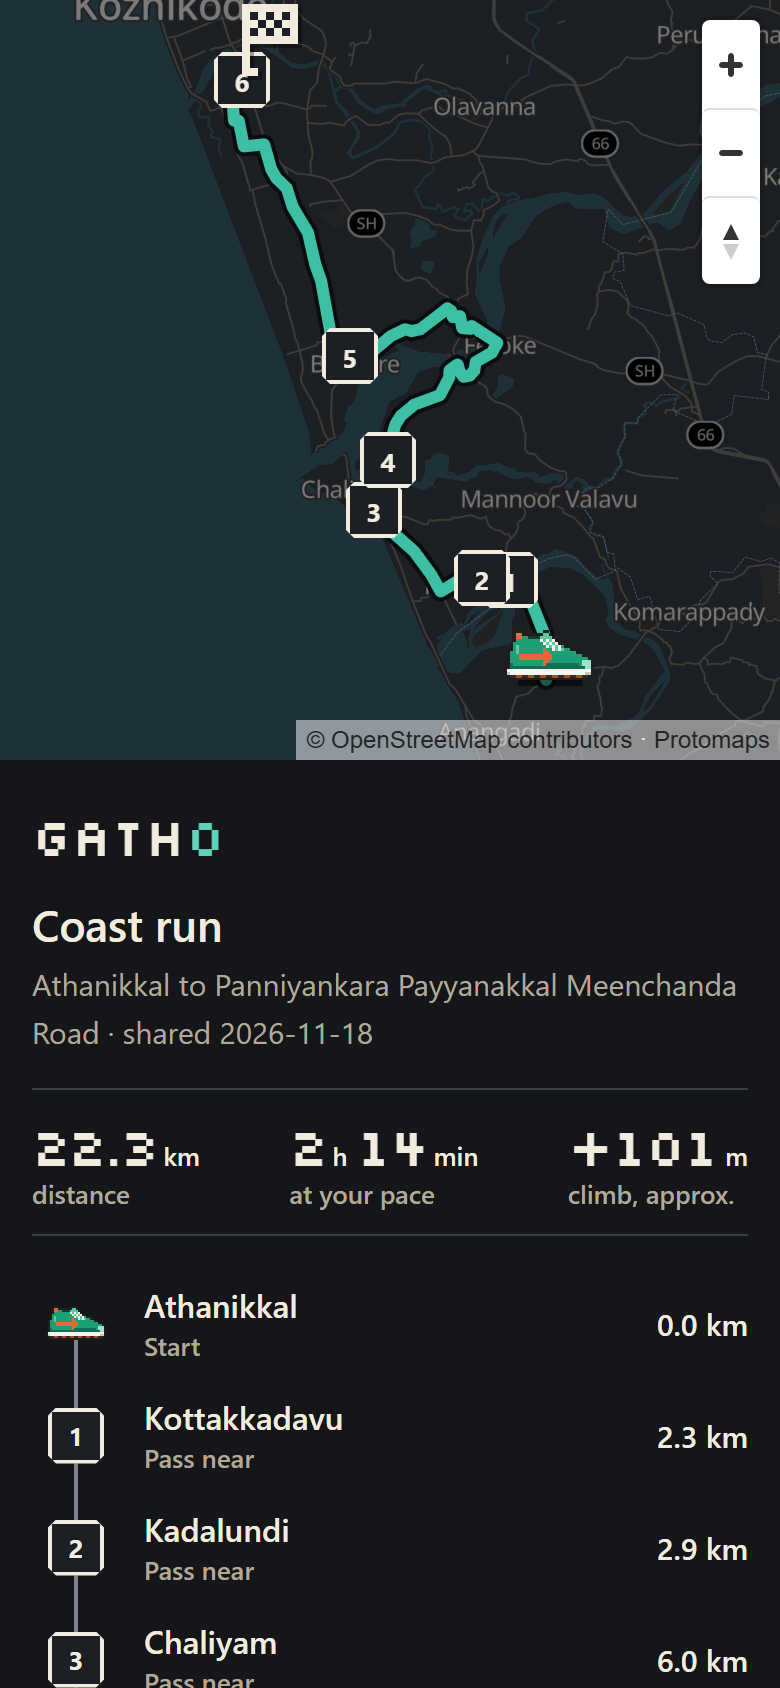 Kozhikode
6
Olavanna
66
SH
5
SH
66
4
Mannoor Valavu
3
2
Komarappady
© OpenStreetMap contributors · Protomaps
GATHO
Coast run
Athanikkal to Panniyankara Payyanakkal Meenchanda
Road · shared 2026-11-18
22.3 km
2 h 14 min
+101 m
distance
at your pace
climb, approx.
Athanikkal
Start
0.0 km
1
Kottakkadavu
Pass near
2.3 km
2
Kadalundi
Pass near
2.9 km
3
Chaliyam
Pass near
6.0 km